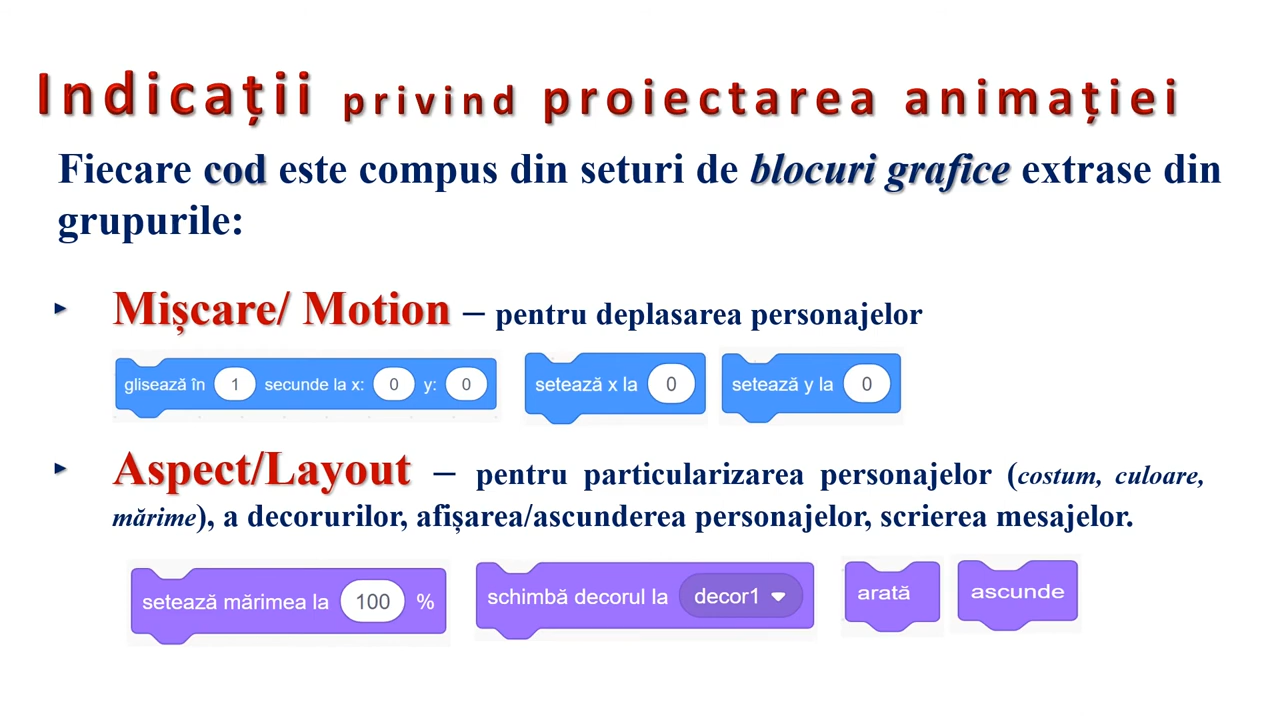 Indicații privind proiectarea animației
Fiecare cod este compus din seturi de blocuri grafice extrase din
grupurile:
▸ Mișcare/ Motion – pentru deplasarea personajelor
glisează în 1 secunde la x: 0 y: 0
setează x la 0
setează y la 0
▸ Aspect/Layout – pentru particularizarea personajelor (costum, culoare,
mărime), a decorurilor, afișarea/ascunderea personajelor, scrierea mesajelor.
setează mărimea la 100 %
schimbă decorul la decor1
arată
ascunde